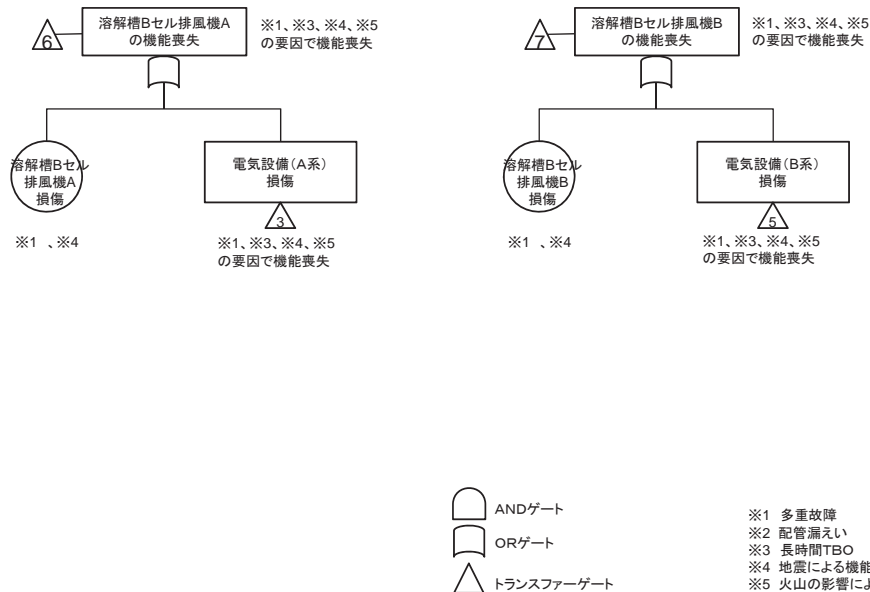 6
溶解槽Bセル排風機A
の機能喪失
※1、※3、※4、※5
の要因で機能喪失
溶解槽Bセル
排風機A
損傷
※1 、※4
電気設備(A系)
損傷
3
※1、※3、※4、※5
の要因で機能喪失
7
溶解槽Bセル排風機B
の機能喪失
※1、※3、※4、※5
の要因で機能喪失
溶解槽Bセル
排風機B
損傷
※1 、※4
電気設備(B系)
損傷
5
※1、※3、※4、※5
の要因で機能喪失
ANDゲート
ORゲート
トランスファーゲート
※1 多重故障
※2 配管漏えい
※3 長時間TBO
※4 地震による機能
※5 火山の影響によ